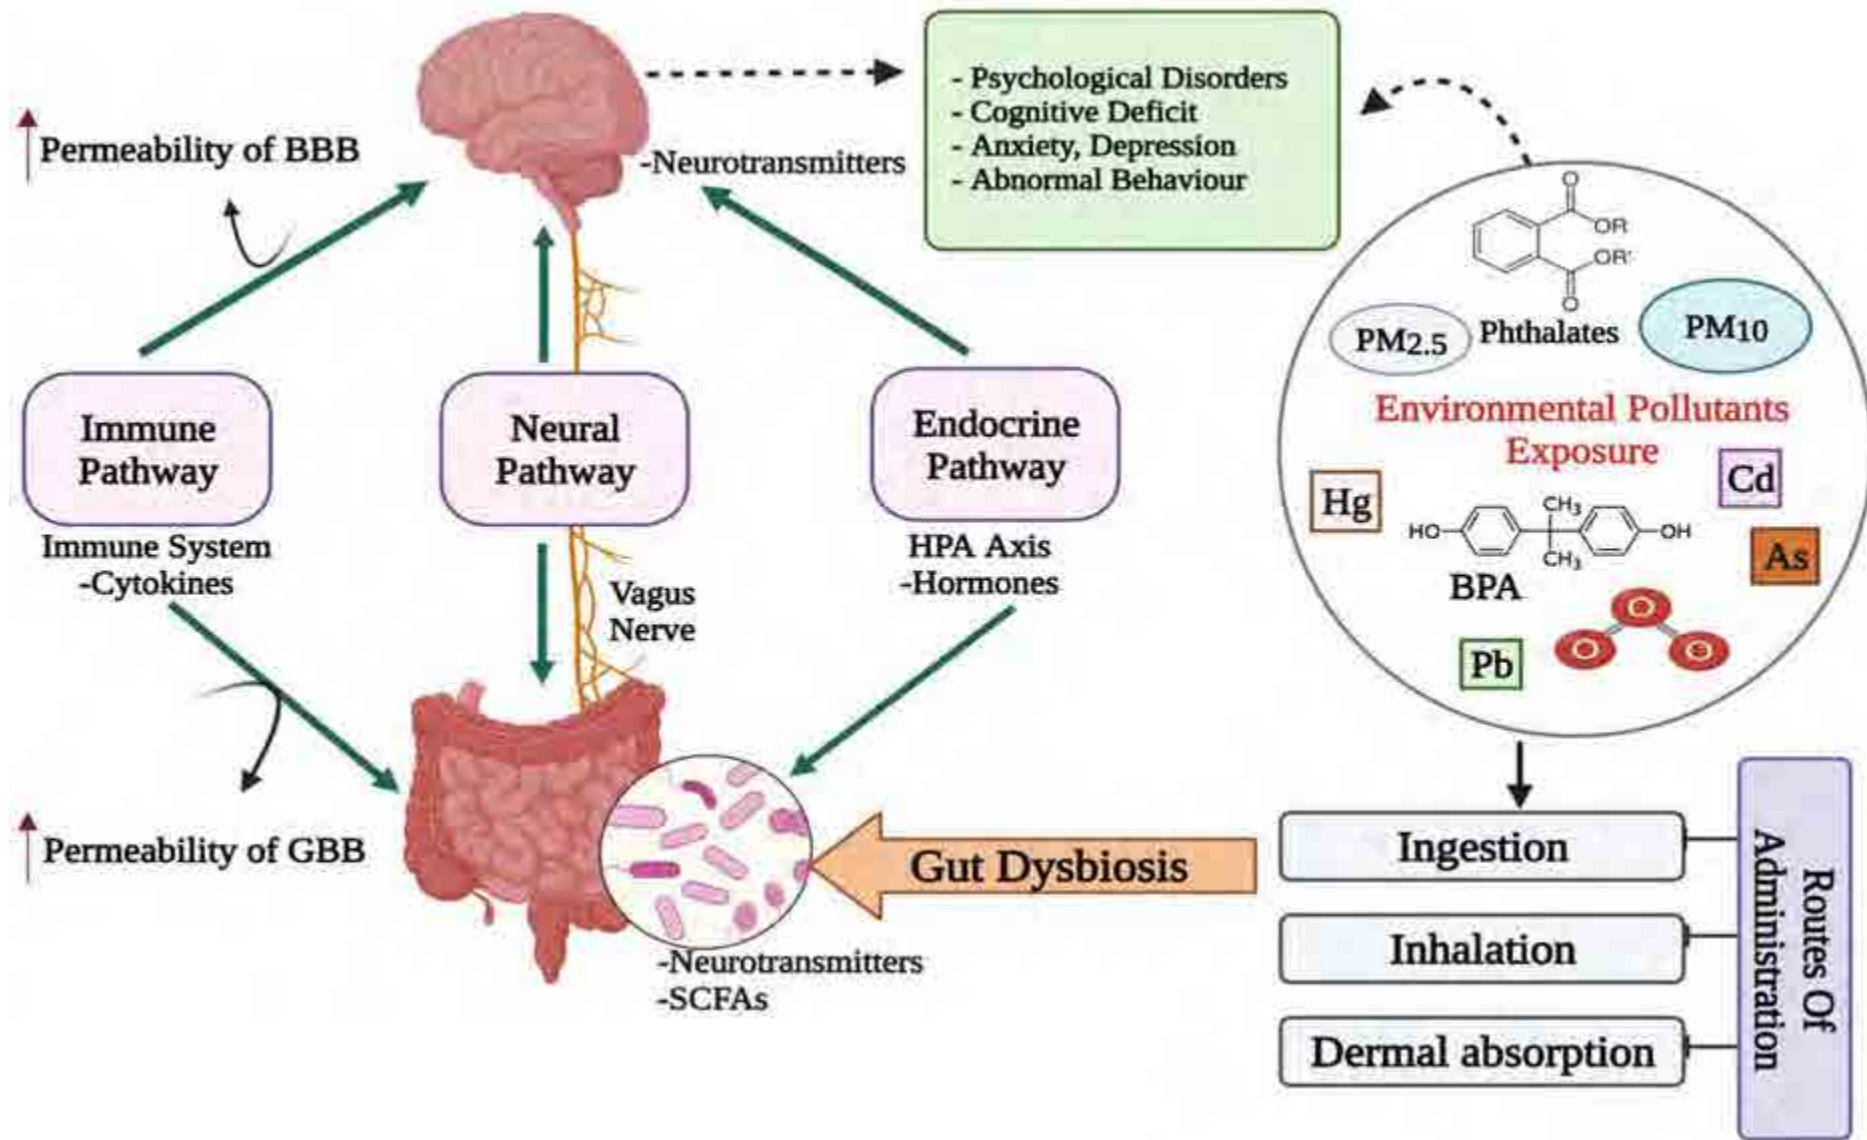 - Psychological Disorders
- Cognitive Deficit
- Anxiety, Depression
- Abnormal Behaviour
Permeability of BBB
-Neurotransmitters
O
OR
OR'
O
PM2.5
Phthalates
PM10
Environmental Pollutants
Exposure
Immune
Pathway
Neural
Pathway
Endocrine
Pathway
Hg
Cd
HO
CH3
CH3
OH
As
BPA
Immune System
-Cytokines
HPA Axis
-Hormones
Vagus
Nerve
O
O
O
Pb
Permeability of GBB
Gut Dysbiosis
-Neurotransmitters
-SCFAs
Ingestion
Inhalation
Dermal absorption
Routes Of
Administration